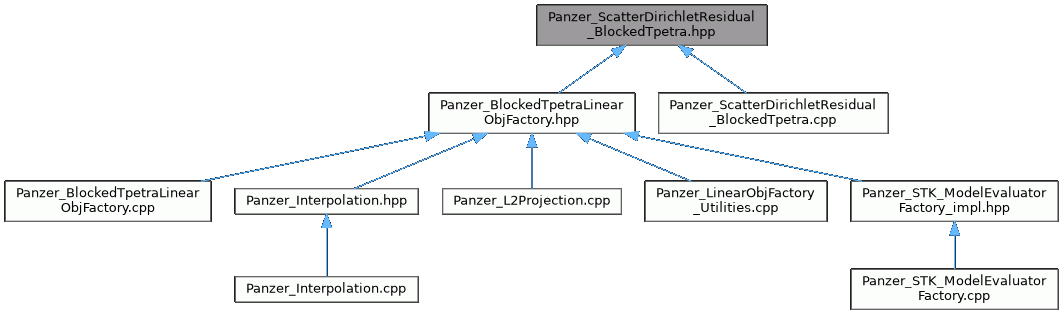 Panzer_ScatterDirichletResidual
_BlockedTpetra.hpp
Panzer_BlockedTpetraLinear
ObjFactory.hpp
Panzer_ScatterDirichletResidual
_BlockedTpetra.cpp
Panzer_BlockedTpetraLinear
ObjFactory.cpp
Panzer_Interpolation.hpp
Panzer_L2Projection.cpp
Panzer_LinearObjFactory
_Utilities.cpp
Panzer_STK_ModelEvaluator
Factory_impl.hpp
Panzer_Interpolation.cpp
Panzer_STK_ModelEvaluator
Factory.cpp